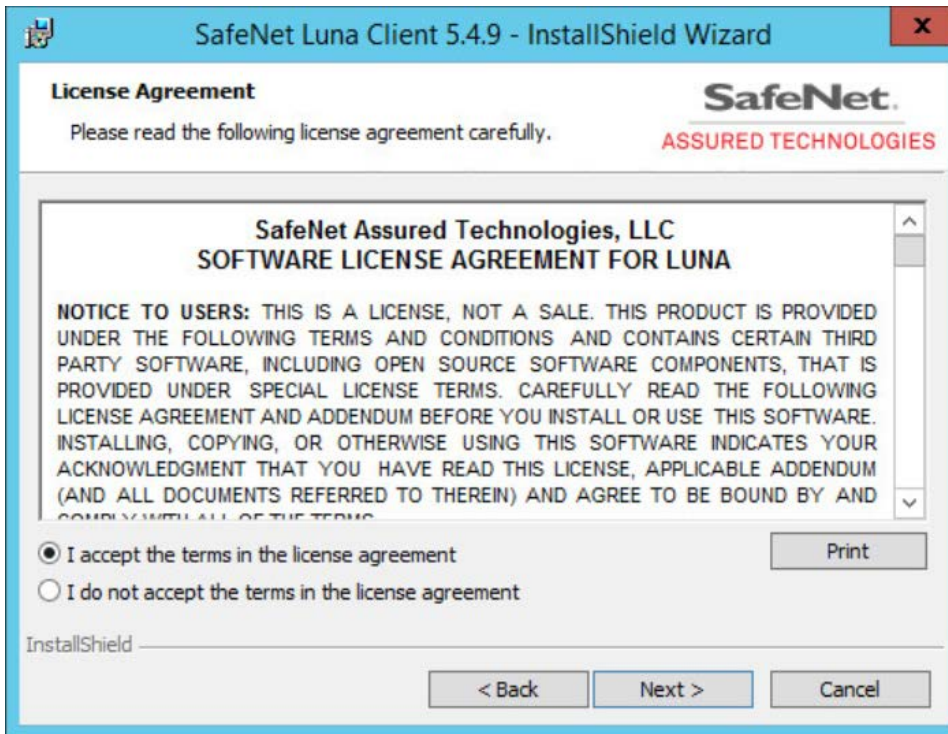 SafeNet Luna Client 5.4.9 - InstallShield Wizard
x
License Agreement
Please read the following license agreement carefully.
SafeNet.
ASSURED TECHNOLOGIES
SafeNet Assured Technologies, LLC
SOFTWARE LICENSE AGREEMENT FOR LUNA
NOTICE TO USERS: THIS IS A LICENSE, NOT A SALE. THIS PRODUCT IS PROVIDED
UNDER THE FOLLOWING TERMS AND CONDITIONS AND CONTAINS CERTAIN THIRD
PARTY SOFTWARE, INCLUDING OPEN SOURCE SOFTWARE COMPONENTS, THAT IS
PROVIDED UNDER SPECIAL LICENSE TERMS. CAREFULLY READ THE FOLLOWING
LICENSE AGREEMENT AND ADDENDUM BEFORE YOU INSTALL OR USE THIS SOFTWARE.
INSTALLING, COPYING, OR OTHERWISE USING THIS SOFTWARE INDICATES YOUR
ACKNOWLEDGMENT THAT YOU HAVE READ THIS LICENSE, APPLICABLE ADDENDUM
(AND ALL DOCUMENTS REFERRED TO THEREIN) AND AGREE TO BE BOUND BY AND
COMPLY WITH ALL OF THE TERMS
I accept the terms in the license agreement
Print
I do not accept the terms in the license agreement
InstallShield
< Back
Next >
Cancel